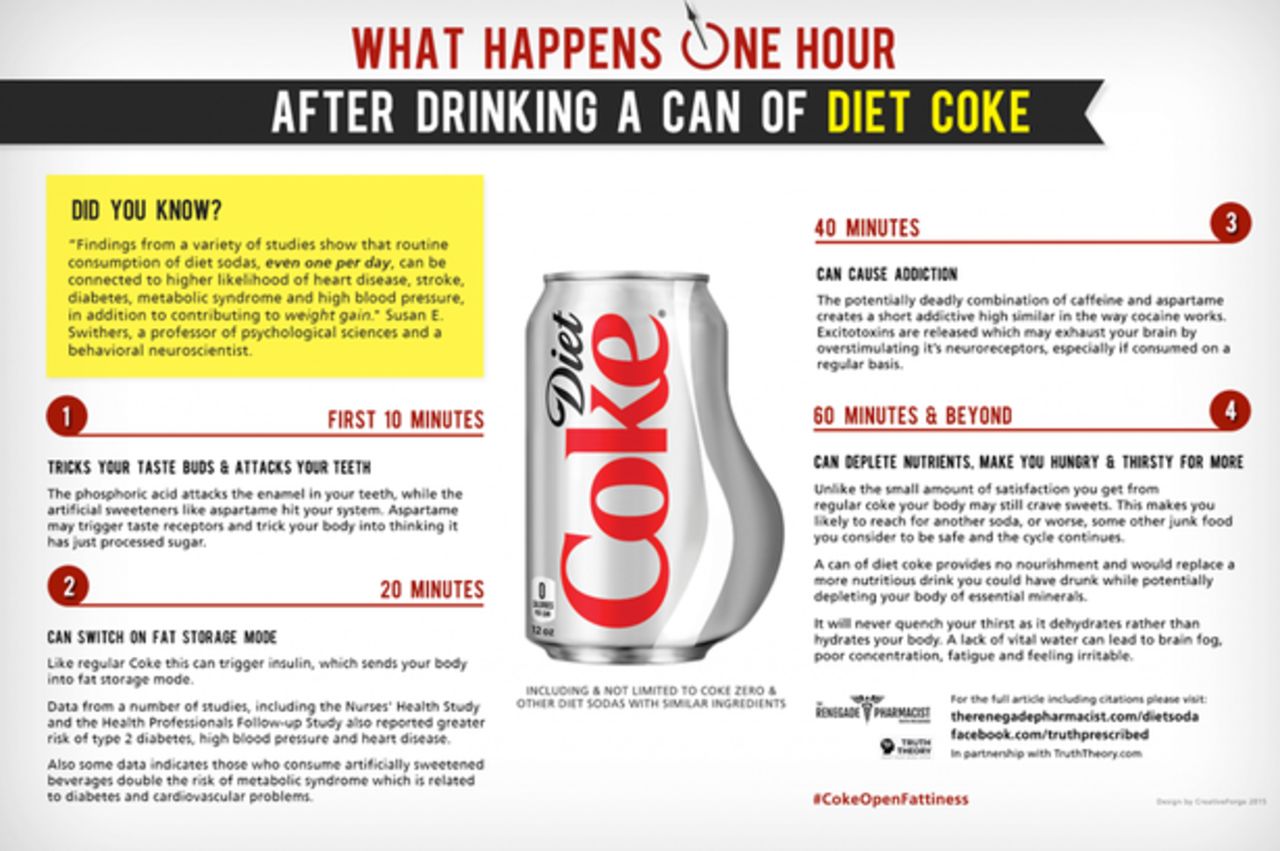 WHAT HAPPENS ONE HOUR
AFTER DRINKING A CAN OF DIET COKE
DID YOU KNOW?
"Findings from a variety of studies show that routine
consumption of diet sodas, even one per day, can be
connected to higher likelihood of heart disease, stroke,
diabetes, metabolic syndrome and high blood pressure,
in addition to contributing to weight gain." Susan E.
Swithers, a professor of psychological sciences and a
behavioral neuroscientist.
1
FIRST 10 MINUTES
TRICKS YOUR TASTE BUDS & ATTACKS YOUR TEETH
The phosphoric acid attacks the enamel in your teeth, while the
artificial sweeteners like aspartame hit your system. Aspartame
may trigger taste receptors and trick your body into thinking it
has just processed sugar.
2
20 MINUTES
CAN SWITCH ON FAT STORAGE MODE
Like regular Coke this can trigger insulin, which sends your body
into fat storage mode.
Data from a number of studies, including the Nurses' Health Study
and the Health Professionals Follow-up Study also reported greater
risk of type 2 diabetes, high blood pressure and heart disease.
Also some data indicates those who consume artificially sweetened
beverages double the risk of metabolic syndrome which is related
to diabetes and cardiovascular problems.
Diet
Coke®
0
CALORIES
PER CAN
12 oz
INCLUDING & NOT LIMITED TO COKE ZERO &
OTHER DIET SODAS WITH SIMILAR INGREDIENTS
40 MINUTES
3
CAN CAUSE ADDICTION
The potentially deadly combination of caffeine and aspartame
creates a short addictive high similar in the way cocaine works.
Excitotoxins are released which may exhaust your brain by
overstimulating it's neuroreceptors, especially if consumed on a
regular basis.
60 MINUTES & BEYOND
4
CAN DEPLETE NUTRIENTS, MAKE YOU HUNGRY & THIRSTY FOR MORE
Unlike the small amount of satisfaction you get from
regular coke your body may still crave sweets. This makes you
likely to reach for another soda, or worse, some other junk food
you consider to be safe and the cycle continues.
A can of diet coke provides no nourishment and would replace a
more nutritious drink you could have drunk while potentially
depleting your body of essential minerals.
It will never quench your thirst as it dehydrates rather than
hydrates your body. A lack of vital water can lead to brain fog,
poor concentration, fatigue and feeling irritable.
THE
RENEGADE PHARMACIST
TRUTH
THEORY
For the full article including citations please visit:
therenegadepharmacist.com/dietsoda
facebook.com/truthprescribed
In partnership with TruthTheory.com
#CokeOpenFattiness
Design by CreativeForge 2015